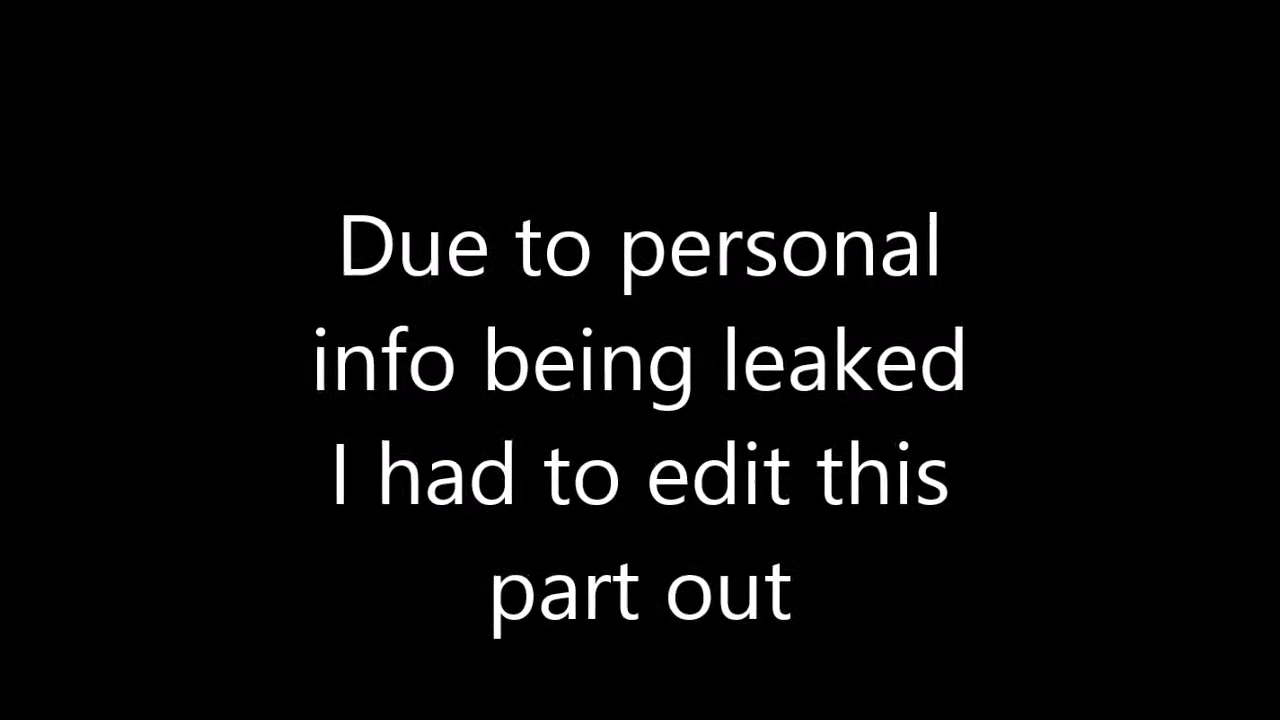 Due to personal
info being leaked
I had to edit this
part out